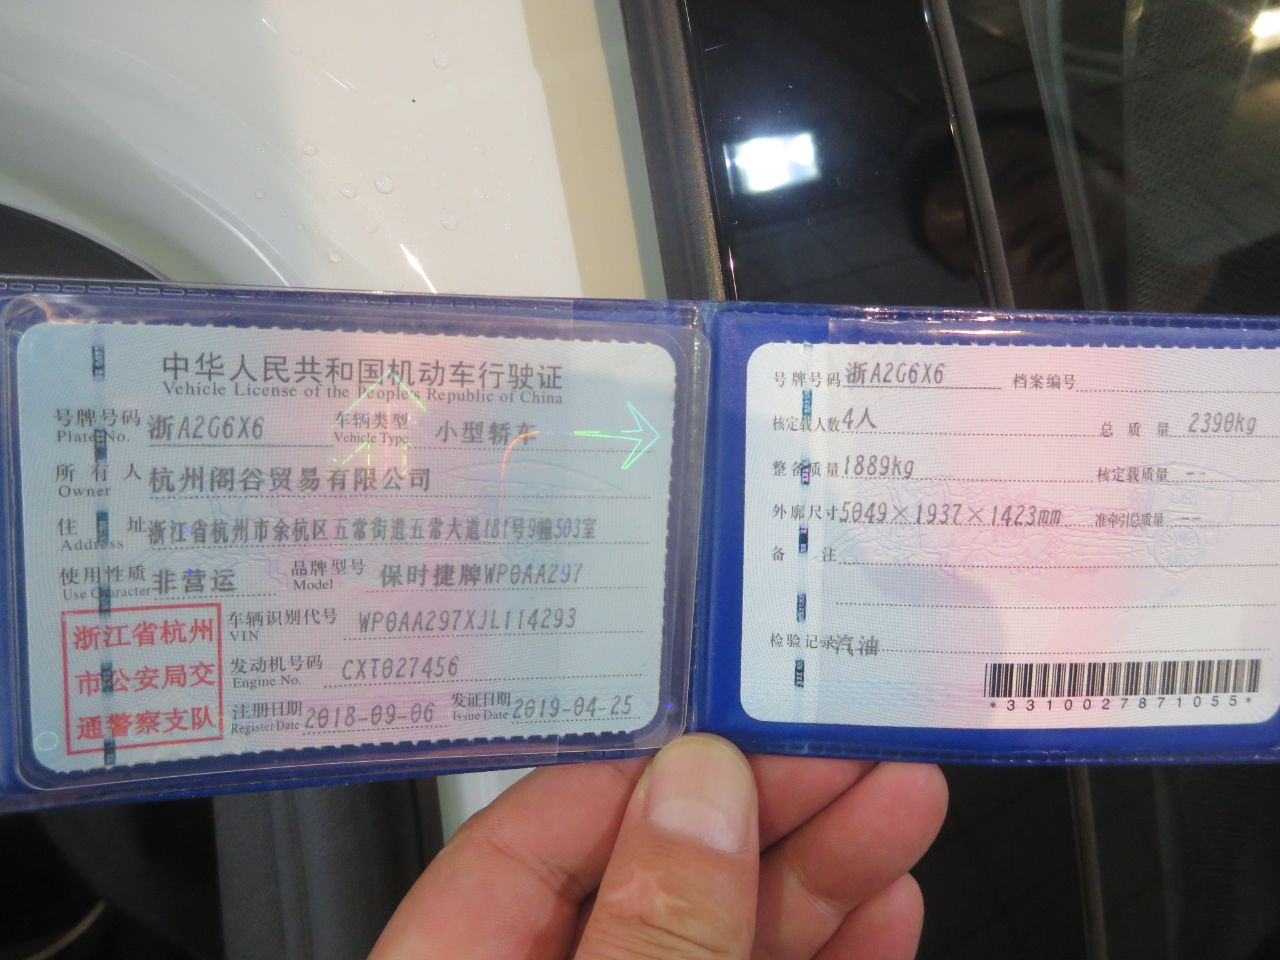 中华人民共和国机动车行驶证
Vehicle License of the People's Republic of China
号牌号码 浙A2G6X6 车辆类型 小型轿车
Plate No. Vehicle Type
所有人 杭州阁谷贸易有限公司
Owner
住址 浙江省杭州市余杭区五常街道五常大道181号9幢503室
Address
使用性质 非营运 品牌型号 保时捷牌WP0AA297
Use Character Model
浙江省杭州
市公安局交
通警察支队
车辆识别代号 WP0AA297XJL114293
VIN
发动机号码 CXT027456
Engine No.
注册日期 2018-09-06 发证日期 2019-04-25
Register Date Issue Date
号牌号码 浙A2G6X6 档案编号
核定载人数 4人 总质量 2390kg
整备质量 1889kg 核定载质量 --
外廓尺寸 5049×1937×1423mm 准牵引总质量 --
备注
检验记录 汽油
*3310027871055*